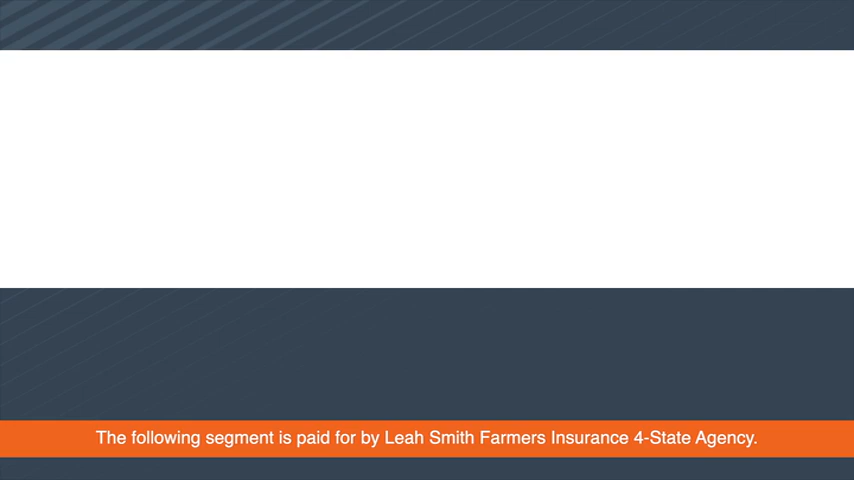 The following segment is paid for by Leah Smith Farmers Insurance 4-State Agency.